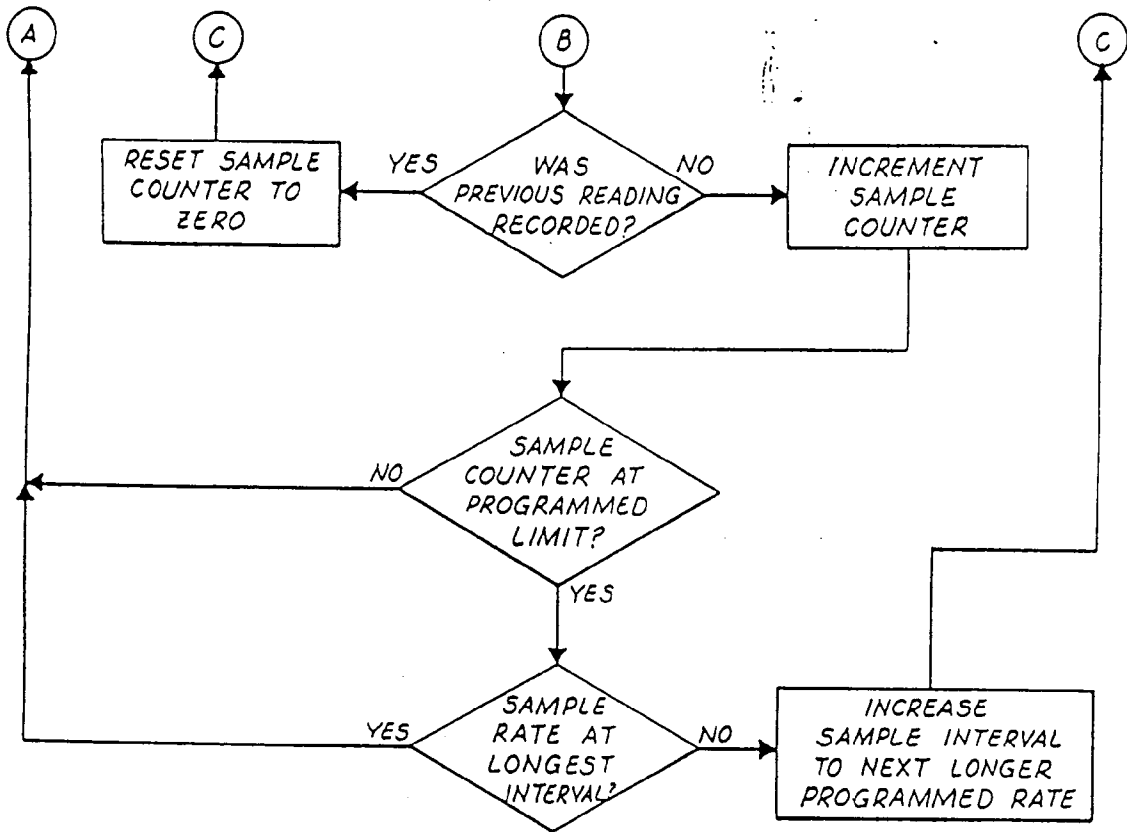 A
C
B
C
RESET SAMPLE
COUNTER TO
ZERO
YES
WAS
PREVIOUS READING
RECORDED?
NO
INCREMENT
SAMPLE
COUNTER
NO
SAMPLE
COUNTER AT
PROGRAMMED
LIMIT?
YES
YES
SAMPLE
RATE AT
LONGEST
INTERVAL?
NO
INCREASE
SAMPLE INTERVAL
TO NEXT LONGER
PROGRAMMED RATE